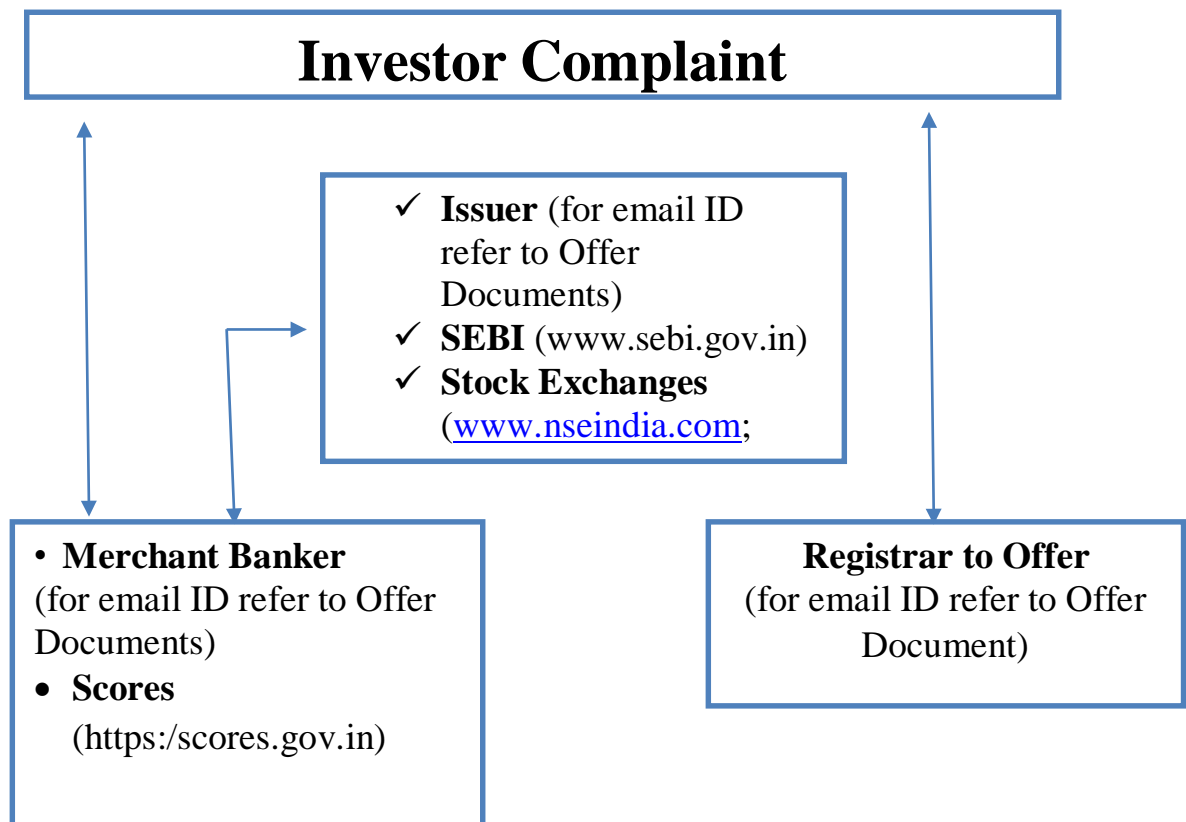 Investor Complaint
✓ Issuer (for email ID
refer to Offer
Documents)
✓ SEBI (www.sebi.gov.in)
✓ Stock Exchanges
(www.nseindia.com;
• Merchant Banker
(for email ID refer to Offer
Documents)
• Scores
(https:/scores.gov.in)
Registrar to Offer
(for email ID refer to Offer
Document)